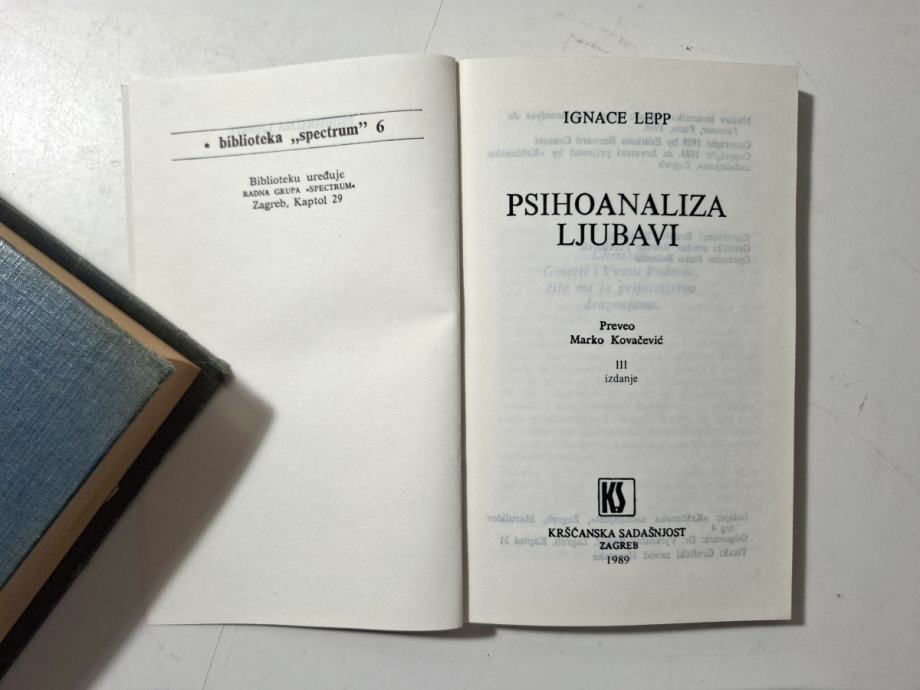 • biblioteka „spectrum” 6
Biblioteku uređuje
RADNA GRUPA »SPECTRUM«
Zagreb, Kaptol 29
IGNACE LEPP
PSIHOANALIZA
LJUBAVI
Preveo
Marko Kovačević
III
izdanje
KS
KRŠĆANSKA SADAŠNJOST
ZAGREB
1989